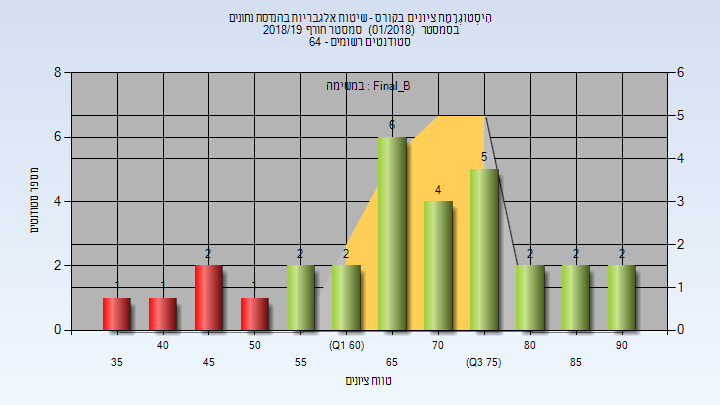 היסטוגרמת ציונים בקורס - שיטות אלגבריות בהנדסת נתונים
בסמסטר (01/2018) סמסטר חורף 2018/19
סטודנטים רשומים - 64
במשימה : Final_B
8 6 4 2 0
6 5 4 3 2 1 0
מספר סטודנטים
1 1 2 1 2 2 6 4 5 2 2 2
40 50 (Q1 60) 70 80 90
35 45 55 65 (Q3 75) 85
טווח ציונים